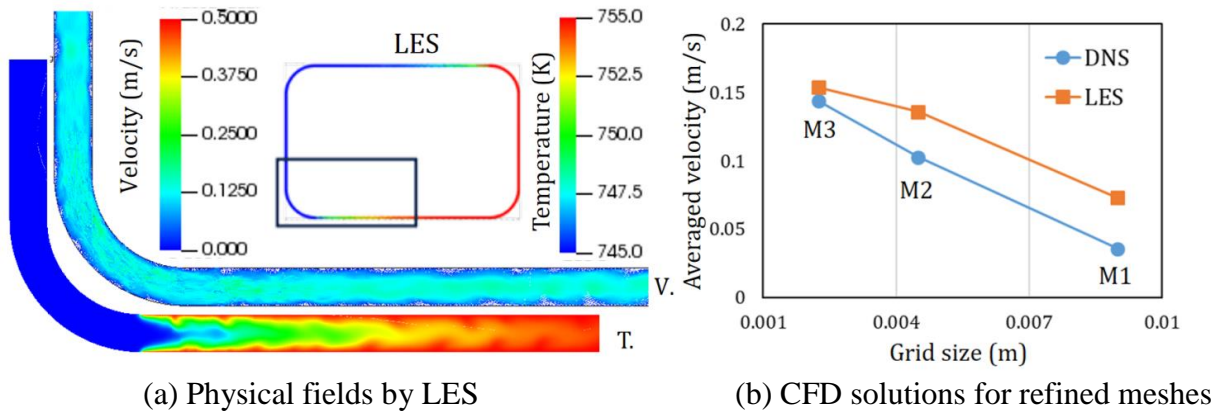 Velocity (m/s)
0.5000
0.3750
0.2500
0.1250
0.000
LES
Temperature (K)
755.0
752.5
750.0
747.5
745.0
V.
T.
(a) Physical fields by LES
Averaged velocity (m/s)
0.2
0.15
0.1
0.05
0
DNS
LES
M3
M2
M1
0.001
0.004
0.007
0.01
Grid size (m)
(b) CFD solutions for refined meshes